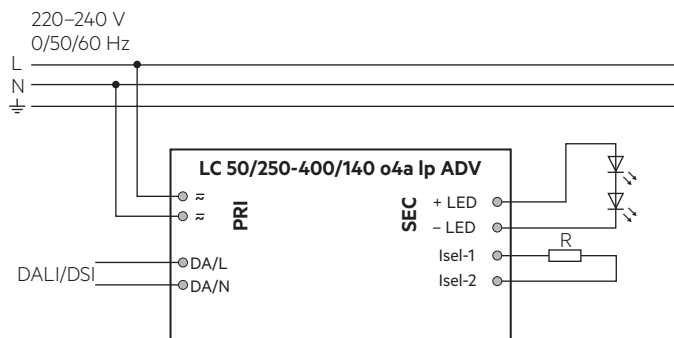 220–240 V
0/50/60 Hz
L
N
LC 50/250-400/140 o4a lp ADV
PRI
SEC
+ LED
– LED
Isel-1
Isel-2
R
DALI/DSI
DA/L
DA/N